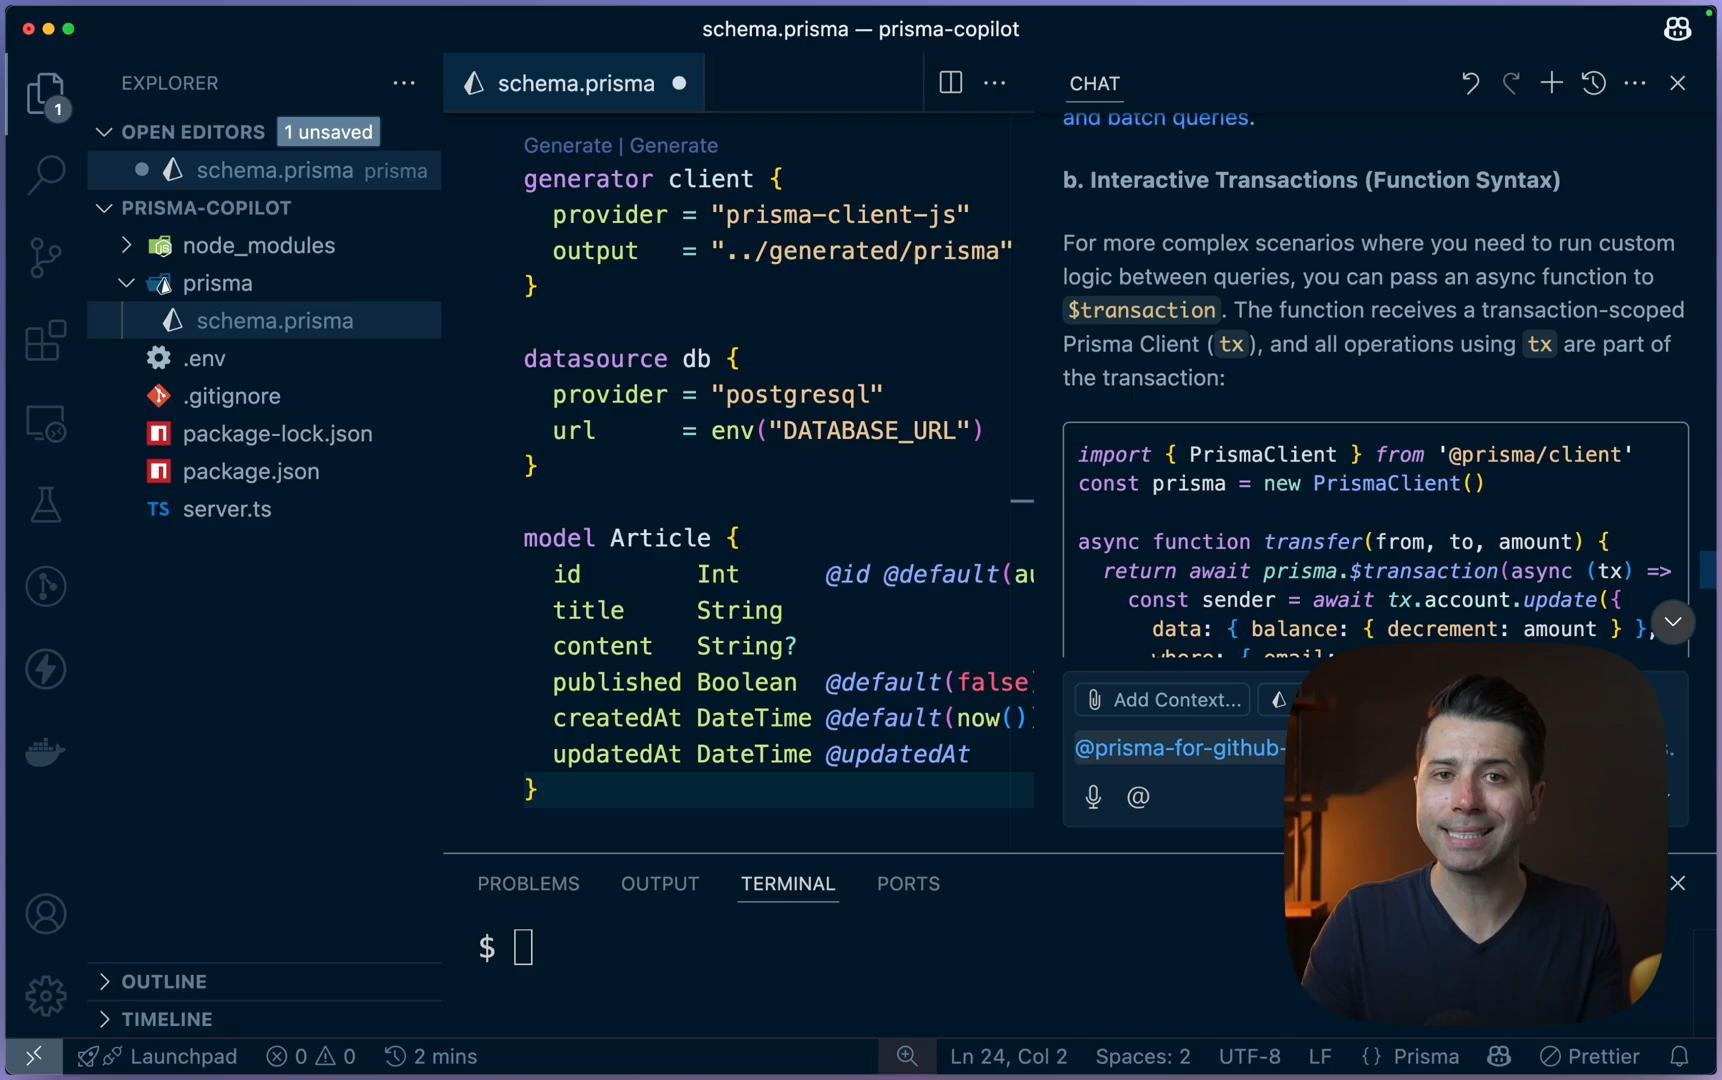 schema.prisma — prisma-copilot
EXPLORER
1
OPEN EDITORS 1 unsaved
schema.prisma prisma
PRISMA-COPILOT
node_modules
prisma
schema.prisma
.env
.gitignore
package-lock.json
package.json
TS server.ts
OUTLINE
TIMELINE
schema.prisma
Generate | Generate
generator client {
provider = "prisma-client-js"
output = "../generated/prisma"
}
datasource db {
provider = "postgresql"
url = env("DATABASE_URL")
}
model Article {
id Int @id @default(au
title String
content String?
published Boolean @default(false)
createdAt DateTime @default(now())
updatedAt DateTime @updatedAt
}
CHAT
and batch queries.
b. Interactive Transactions (Function Syntax)
For more complex scenarios where you need to run custom
logic between queries, you can pass an async function to
$transaction. The function receives a transaction-scoped
Prisma Client (tx), and all operations using tx are part of
the transaction:
import { PrismaClient } from '@prisma/client'
const prisma = new PrismaClient()
async function transfer(from, to, amount) {
return await prisma.$transaction(async (tx) =>
const sender = await tx.account.update({
data: { balance: { decrement: amount } },
where: { email:
Add Context...
@prisma-for-github-
@
PROBLEMS OUTPUT TERMINAL PORTS
$
Launchpad 0 0 2 mins Ln 24, Col 2 Spaces: 2 UTF-8 LF {} Prisma Prettier